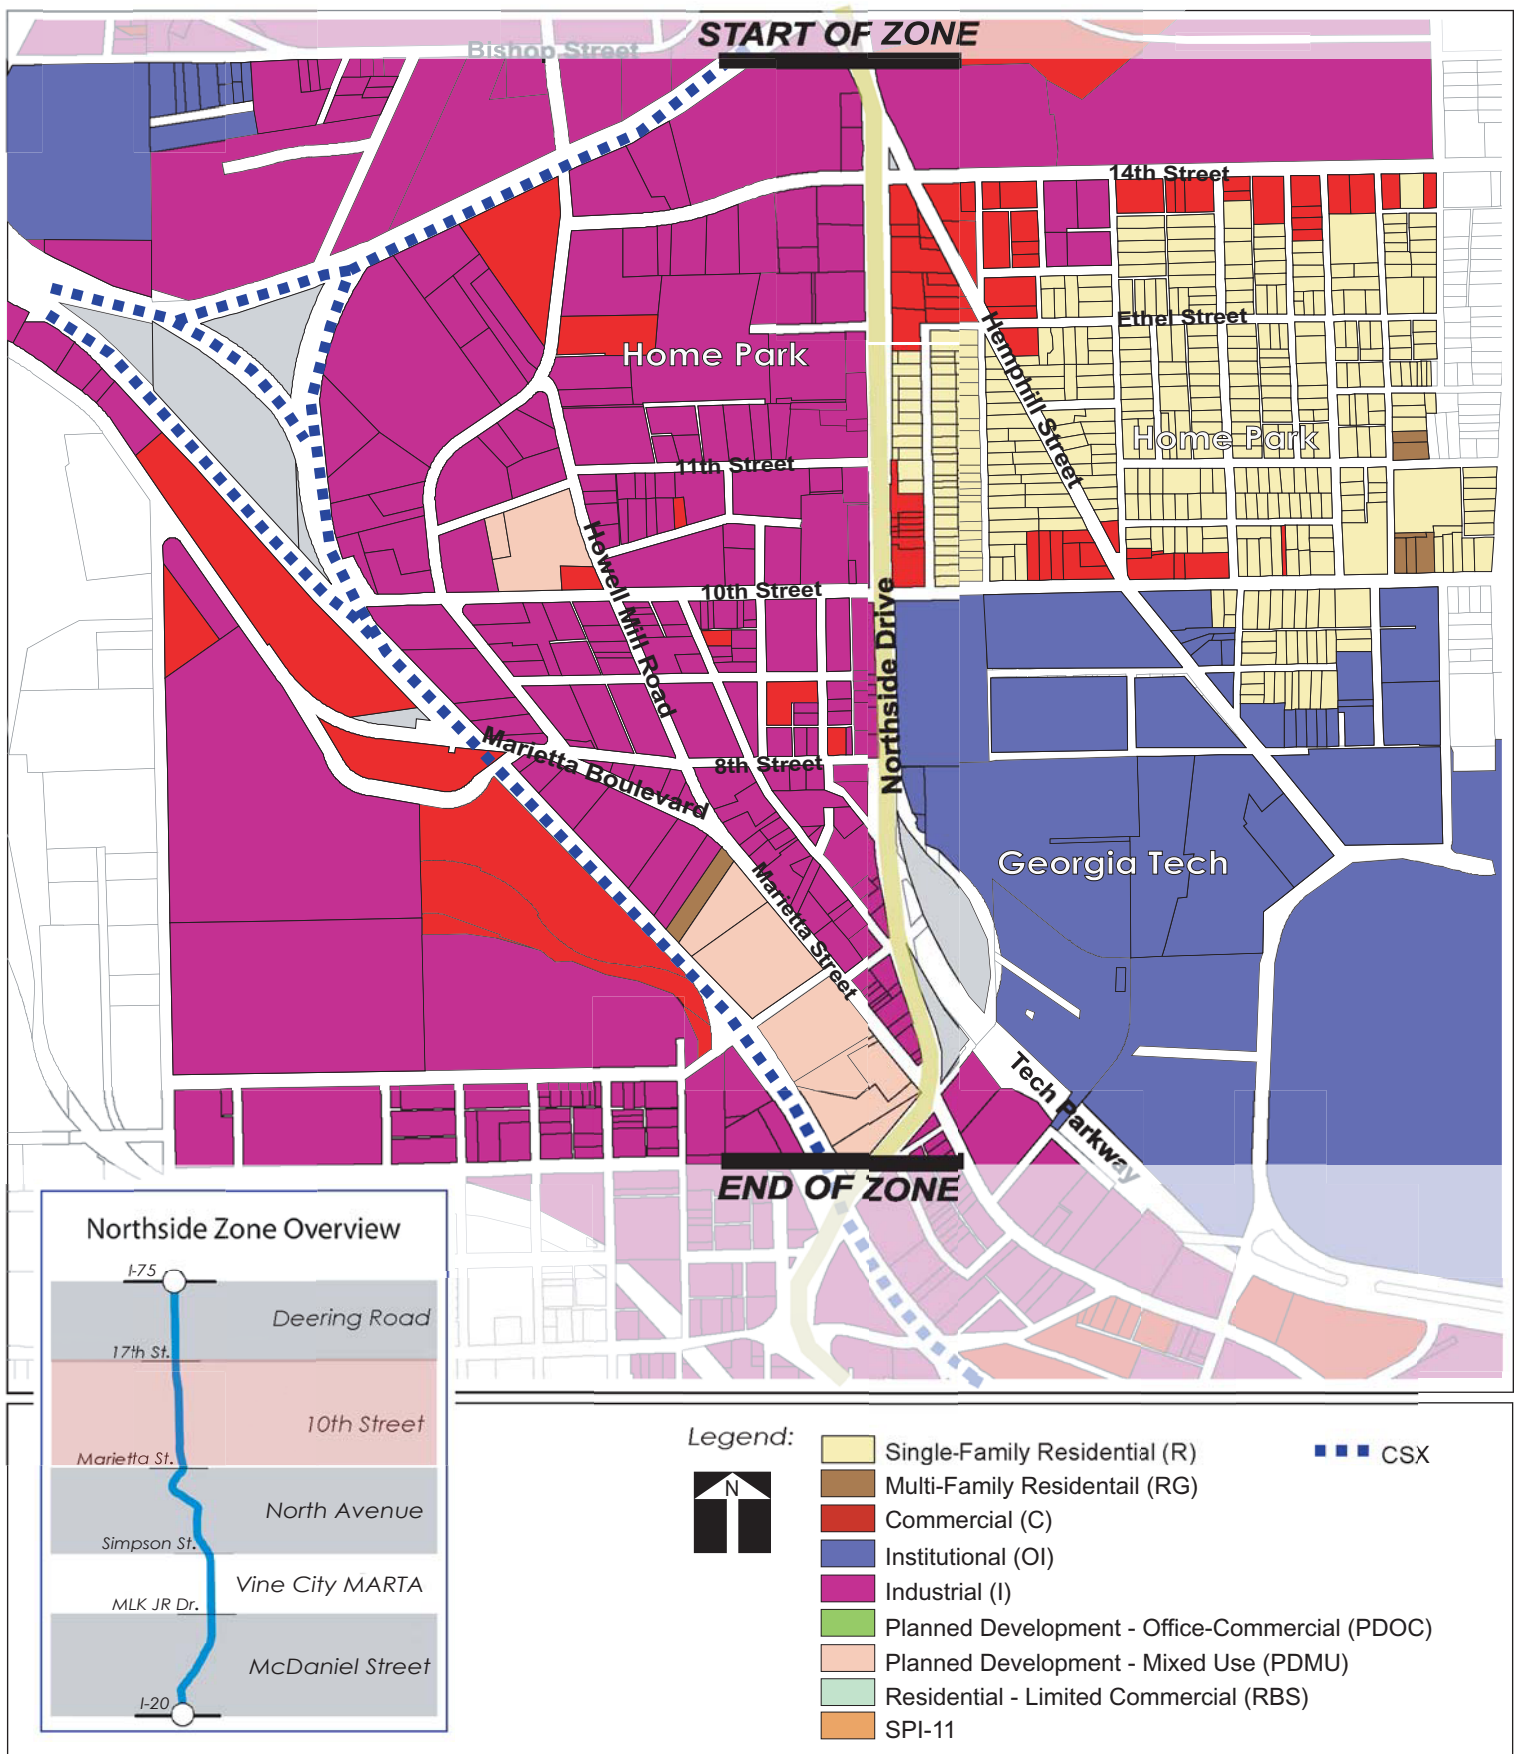 START OF ZONE
Bishop Street
14th Street
Ethel Street
Hemphill Street
Home Park
Home Park
11th Street
Howell Mill Road
10th Street
Northside Drive
Marietta Boulevard
8th Street
Georgia Tech
Marietta Street
Tech Parkway
END OF ZONE
Northside Zone Overview
I-75
Deering Road
17th St.
10th Street
Marietta St.
North Avenue
Simpson St.
Vine City MARTA
MLK JR Dr.
McDaniel Street
I-20
Legend:
N
Single-Family Residential (R)
Multi-Family Residentail (RG)
Commercial (C)
Institutional (OI)
Industrial (I)
Planned Development - Office-Commercial (PDOC)
Planned Development - Mixed Use (PDMU)
Residential - Limited Commercial (RBS)
SPI-11
CSX